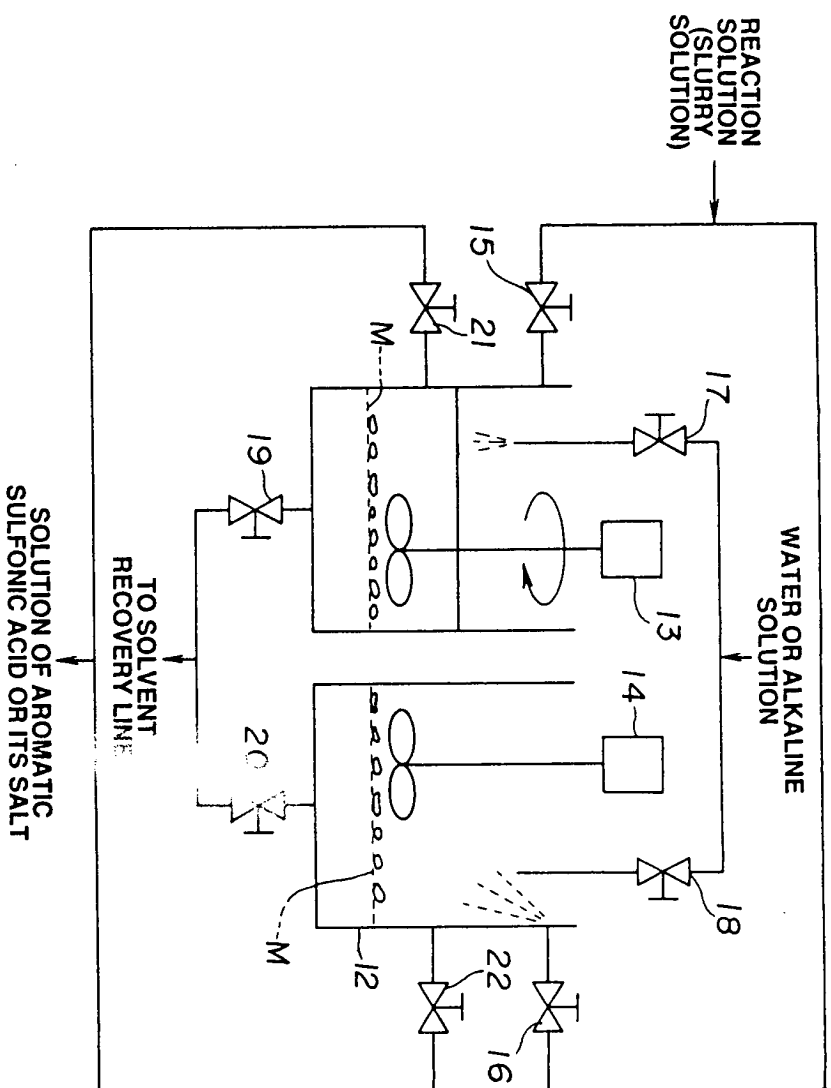 REACTION
SOLUTION
(SLURRY
SOLUTION)
WATER OR ALKALINE
SOLUTION
15
17
13
14
18
16
21
M
22
12
M
19
20
TO SOLVENT
RECOVERY LINE
SOLUTION OF AROMATIC
SULFONIC ACID OR ITS SALT